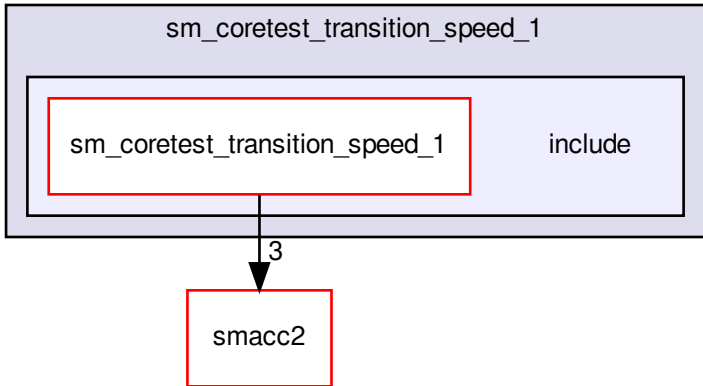 sm_coretest_transition_speed_1
sm_coretest_transition_speed_1
include
3
smacc2